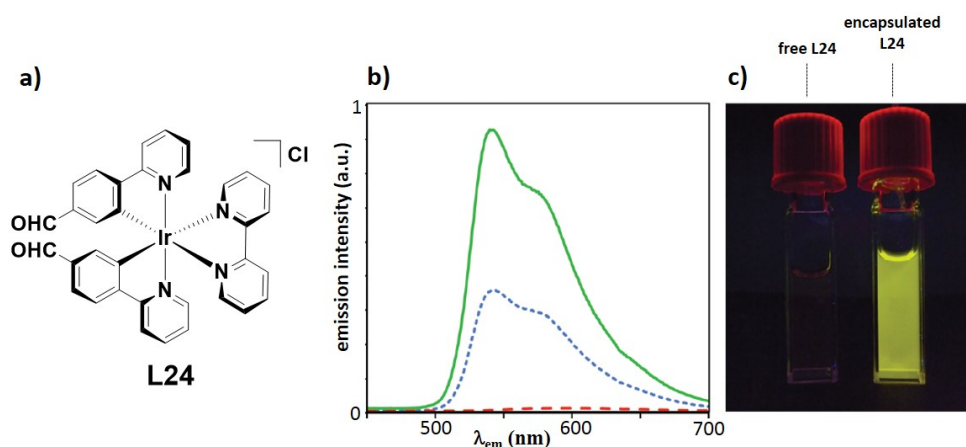 a)
Cl
N
N
OHC
Ir
OHC
N
N
L24
b)
1
emission intensity (a.u.)
0
500
600
700
λem (nm)
c)
free L24
encapsulated
L24